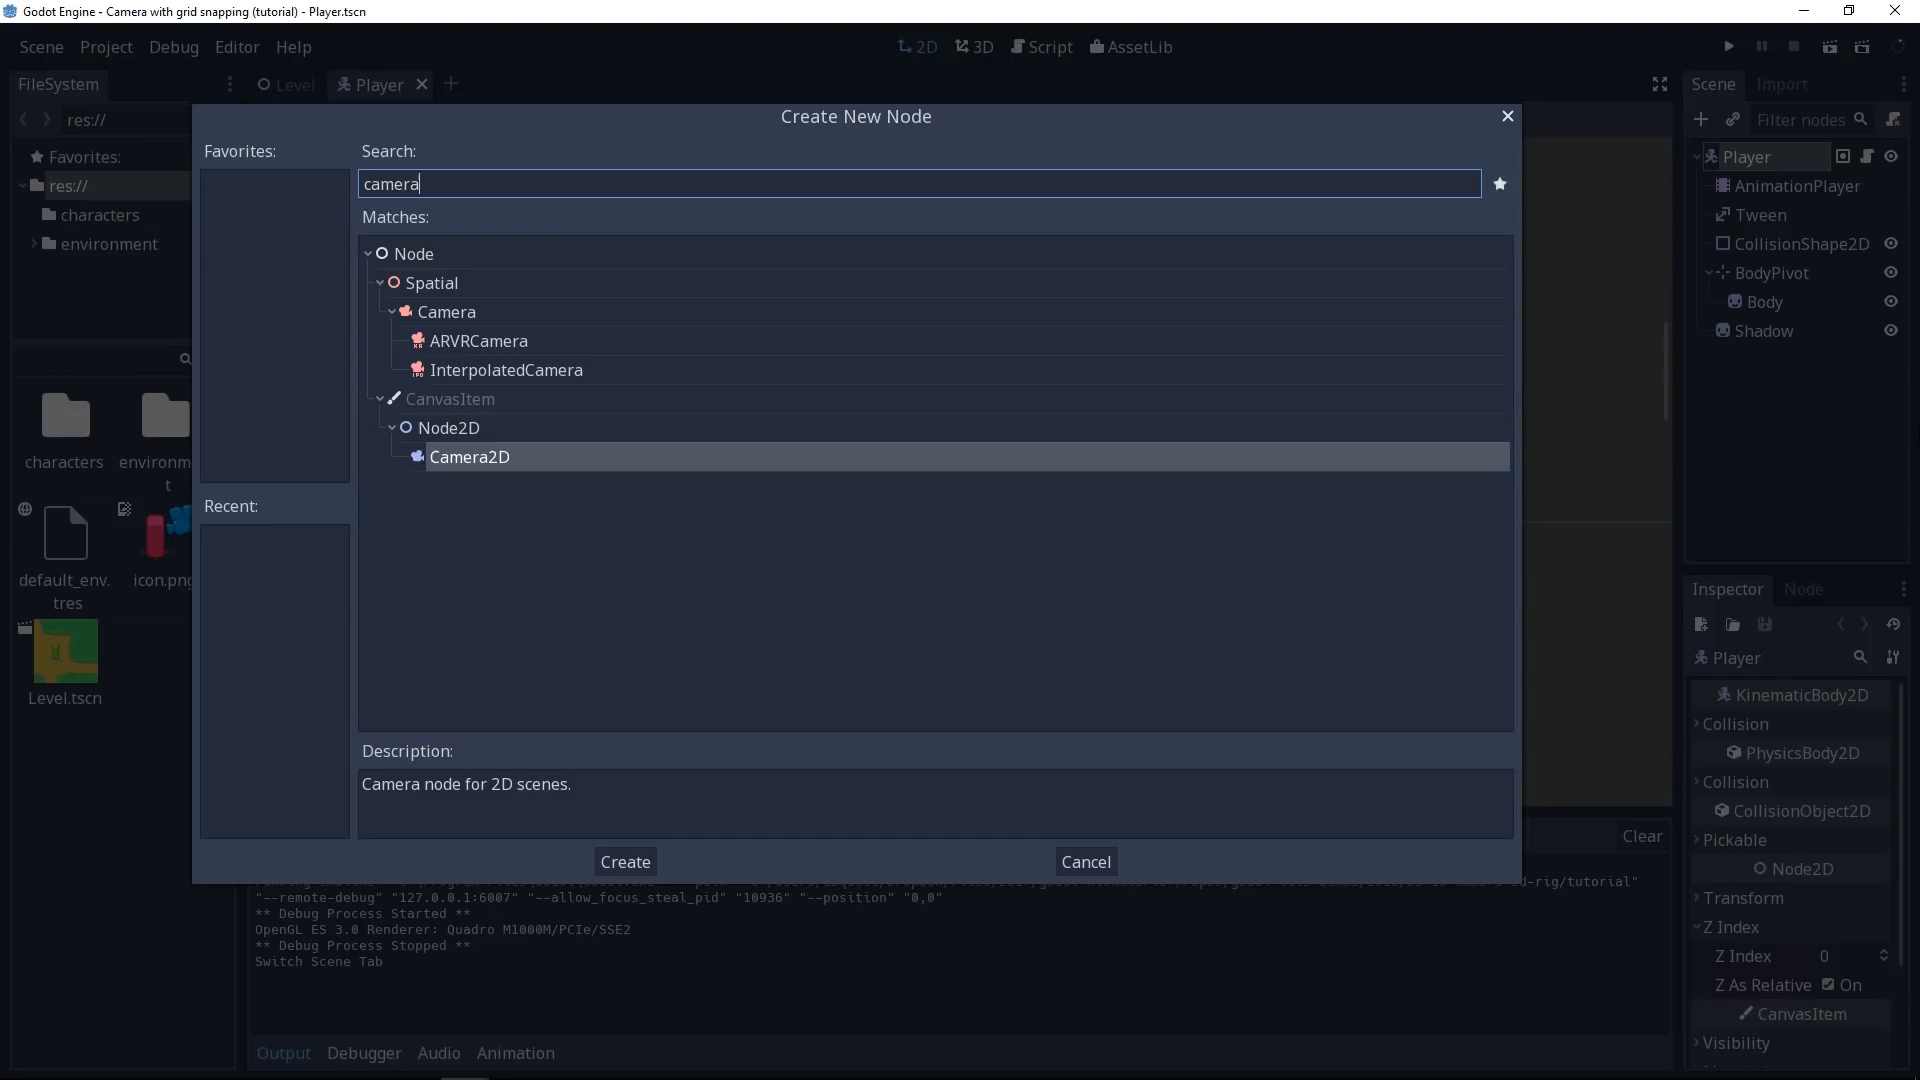 Godot Engine - Camera with grid snapping (tutorial) - Player.tscn
Scene Project Debug Editor Help
2D 3D Script AssetLib
FileSystem
Level
Player
Scene Import
res://
Filter nodes
Create New Node
Favorites:
Search:
camera
Matches:
Node
Spatial
Camera
ARVRCamera
InterpolatedCamera
CanvasItem
Node2D
Camera2D
Recent:
Description:
Camera node for 2D scenes.
Create
Cancel
Favorites:
res://
characters
environment
characters
environm
t
default_env.
tres
icon.png
Level.tscn
Player
AnimationPlayer
Tween
CollisionShape2D
BodyPivot
Body
Shadow
Inspector Node
Player
KinematicBody2D
Collision
PhysicsBody2D
Collision
CollisionObject2D
Pickable
Node2D
Transform
Z Index
Z Index 0
Z As Relative On
CanvasItem
Visibility
Clear
"--remote-debug" "127.0.0.1:6007" "--allow_focus_steal_pid" "10936" "--position" "0,0"
** Debug Process Started **
OpenGL ES 3.0 Renderer: Quadro M1000M/PCIe/SSE2
** Debug Process Stopped **
Switch Scene Tab
Output Debugger Audio Animation